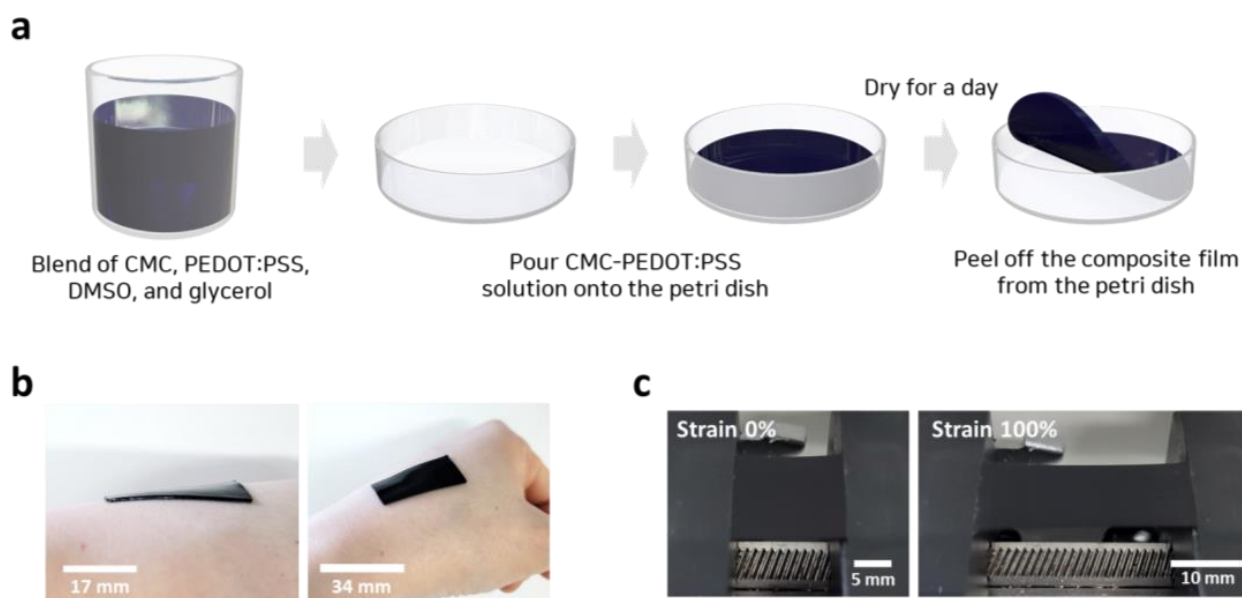 a
Dry for a day
Blend of CMC, PEDOT:PSS,
DMSO, and glycerol
Pour CMC-PEDOT:PSS
solution onto the petri dish
Peel off the composite film
from the petri dish
b
17 mm
34 mm
c
Strain 0%
5 mm
Strain 100%
10 mm